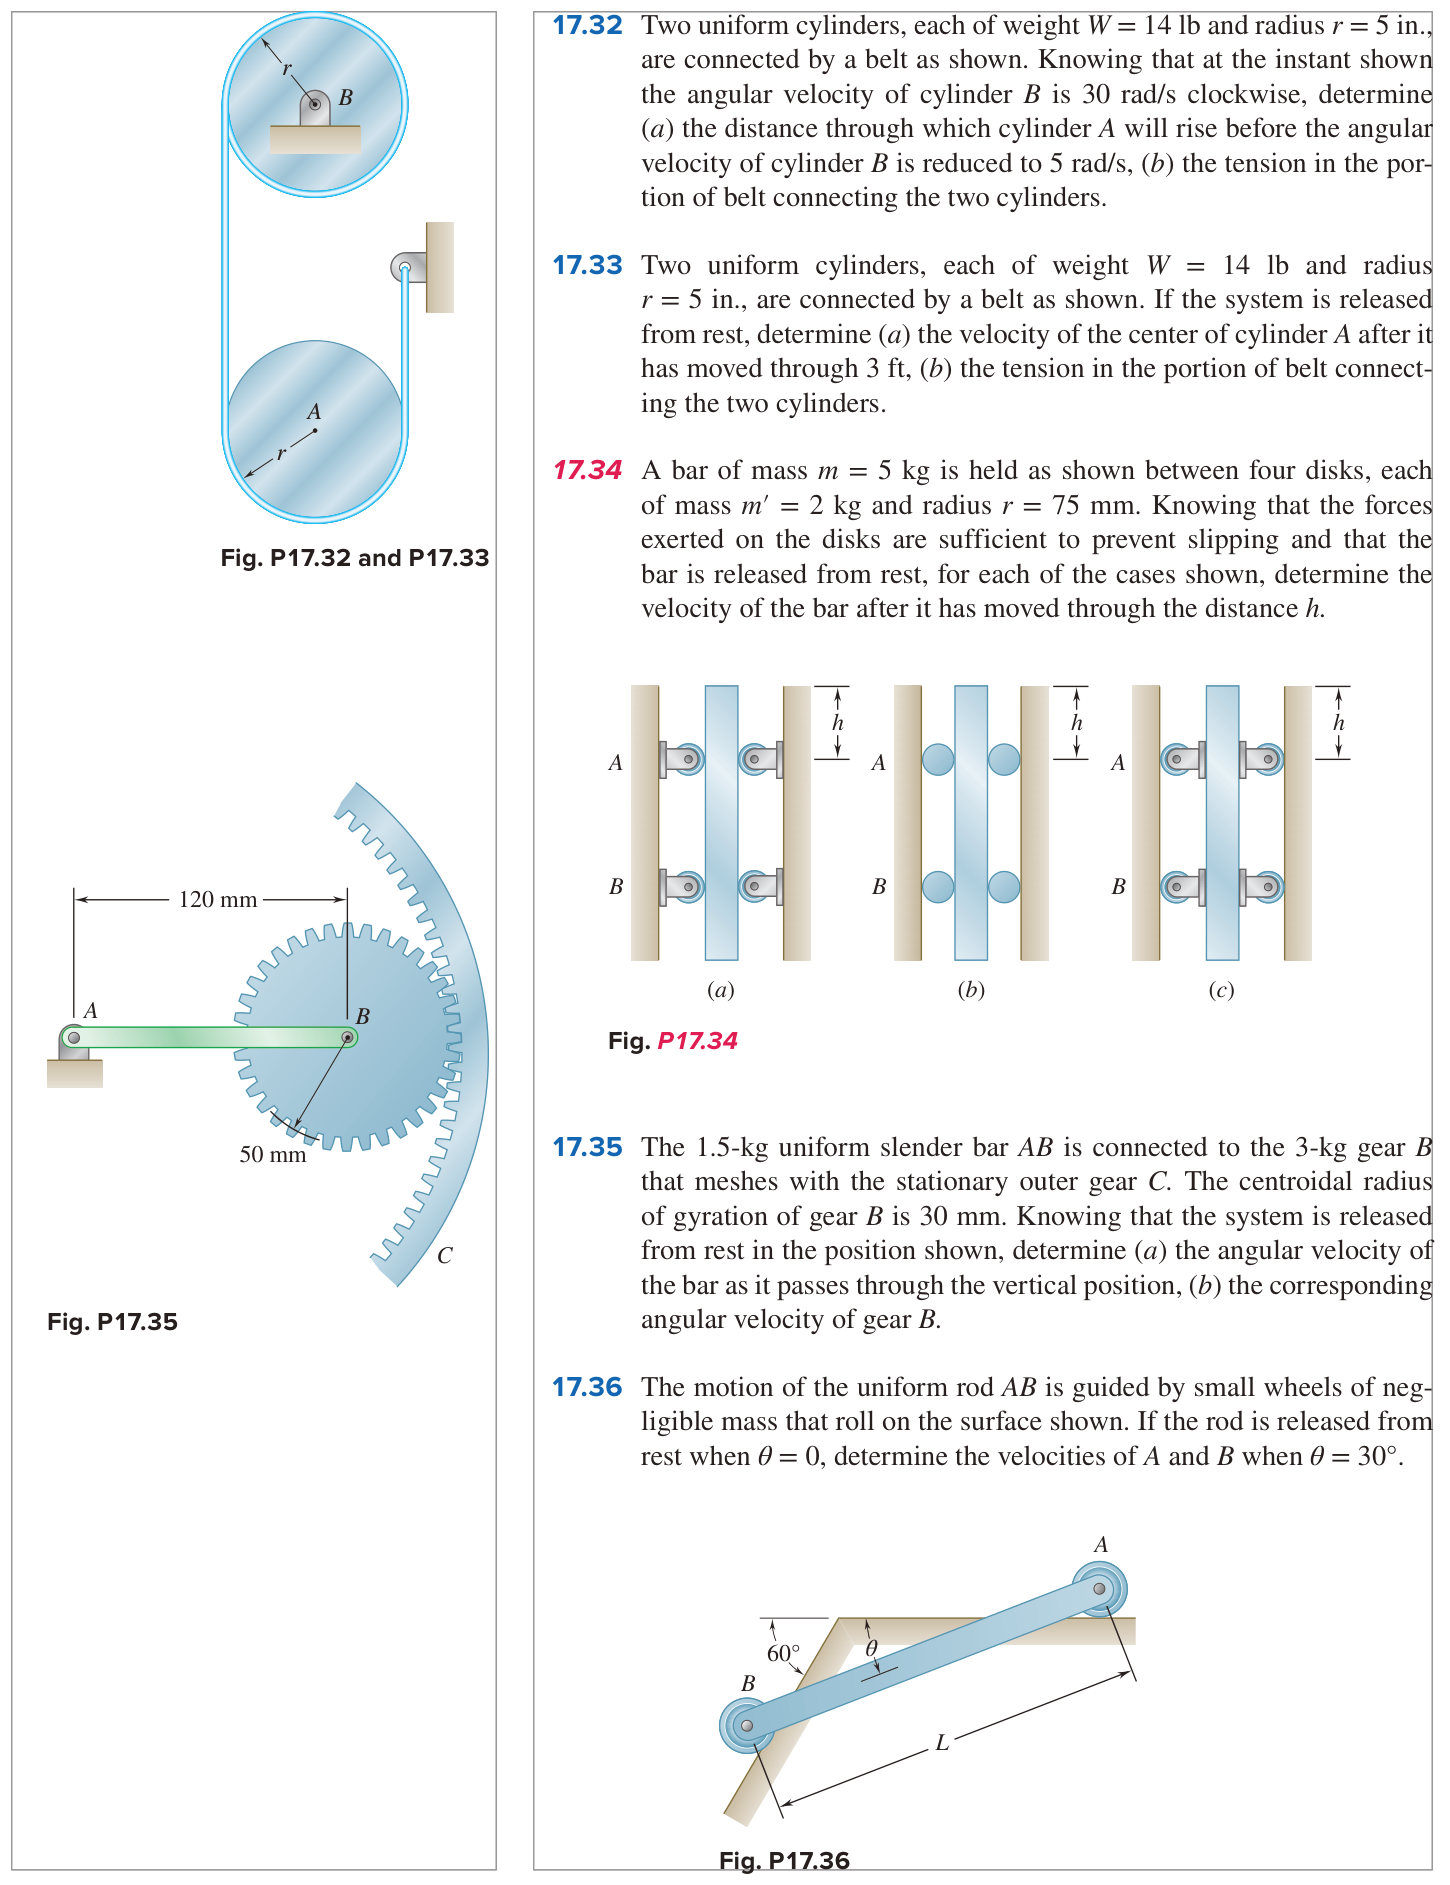 r
B
A
r
Fig. P17.32 and P17.33
120 mm
A
B
50 mm
C
Fig. P17.35
17.32 Two uniform cylinders, each of weight W = 14 lb and radius r = 5 in.,
are connected by a belt as shown. Knowing that at the instant shown
the angular velocity of cylinder B is 30 rad/s clockwise, determine
(a) the distance through which cylinder A will rise before the angular
velocity of cylinder B is reduced to 5 rad/s, (b) the tension in the por-
tion of belt connecting the two cylinders.
17.33 Two uniform cylinders, each of weight W = 14 lb and radius
r = 5 in., are connected by a belt as shown. If the system is released
from rest, determine (a) the velocity of the center of cylinder A after it
has moved through 3 ft, (b) the tension in the portion of belt connect-
ing the two cylinders.
17.34 A bar of mass m = 5 kg is held as shown between four disks, each
of mass m′ = 2 kg and radius r = 75 mm. Knowing that the forces
exerted on the disks are sufficient to prevent slipping and that the
bar is released from rest, for each of the cases shown, determine the
velocity of the bar after it has moved through the distance h.
h h h
A A A
B B B
(a) (b) (c)
Fig. P17.34
17.35 The 1.5-kg uniform slender bar AB is connected to the 3-kg gear B
that meshes with the stationary outer gear C. The centroidal radius
of gyration of gear B is 30 mm. Knowing that the system is released
from rest in the position shown, determine (a) the angular velocity of
the bar as it passes through the vertical position, (b) the corresponding
angular velocity of gear B.
17.36 The motion of the uniform rod AB is guided by small wheels of neg-
ligible mass that roll on the surface shown. If the rod is released from
rest when θ = 0, determine the velocities of A and B when θ = 30°.
A
60° θ
B
L
Fig. P17.36